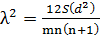 λ² = 12S(d²) / mn(n+1)